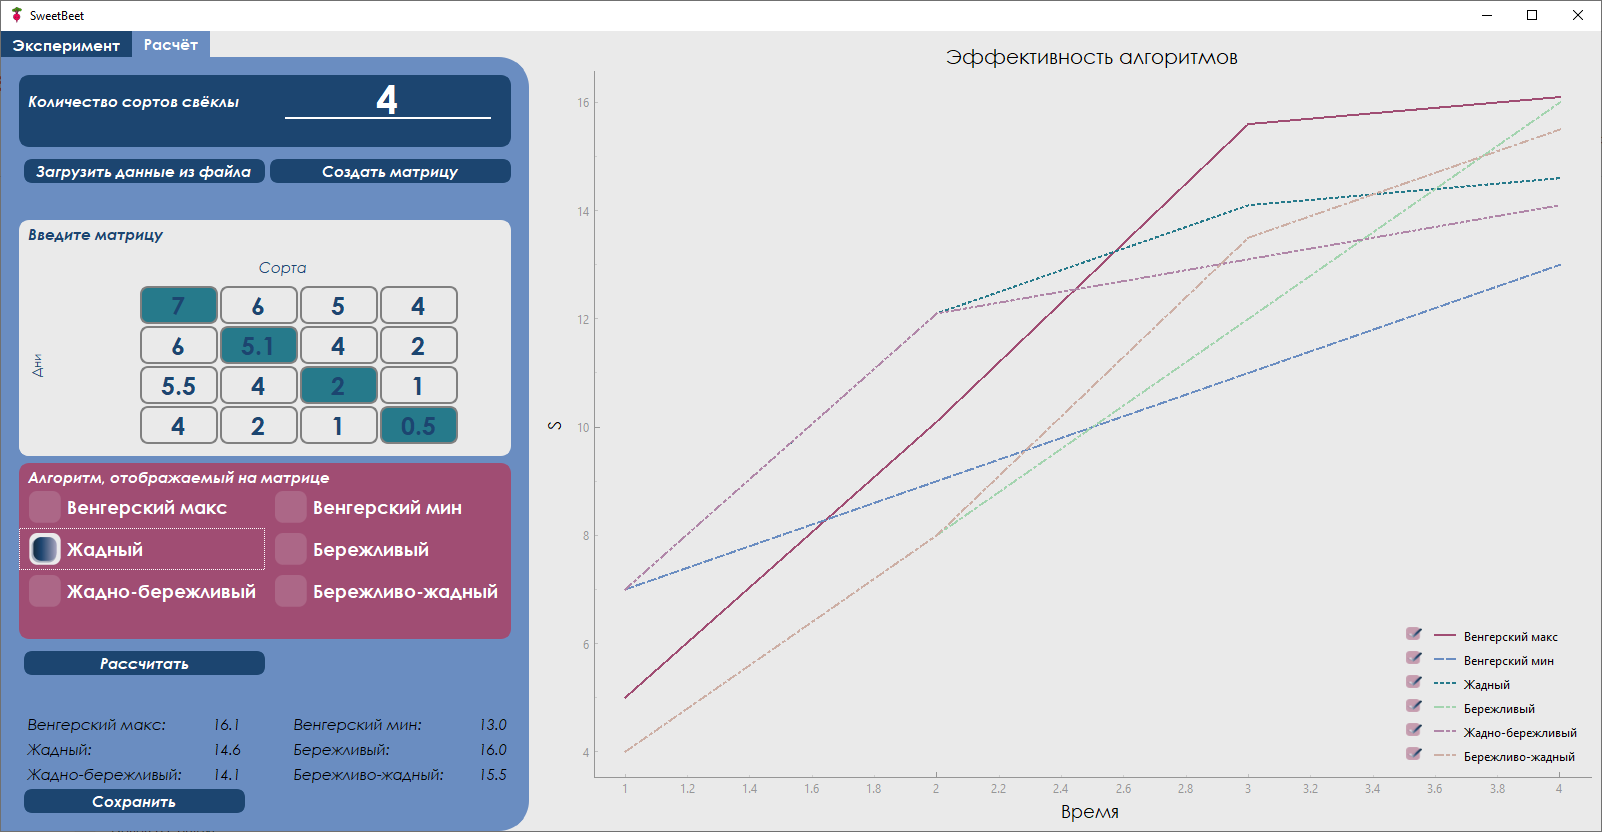 SweetBeet
Эксперимент
Расчёт
Количество сортов свёклы
4
Загрузить данные из файла
Создать матрицу
Введите матрицу
Сорта
Дни
7 6 5 4
6 5.1 4 2
5.5 4 2 1
4 2 1 0.5
Алгоритм, отображаемый на матрице
Венгерский макс
Венгерский мин
Жадный
Бережливый
Жадно-бережливый
Бережливо-жадный
Рассчитать
Венгерский макс: 16.1 Венгерский мин: 13.0
Жадный: 14.6 Бережливый: 16.0
Жадно-бережливый: 14.1 Бережливо-жадный: 15.5
Сохранить
Эффективность алгоритмов
16
14
12
10
8
6
4
S
1 1.2 1.4 1.6 1.8 2 2.2 2.4 2.6 2.8 3 3.2 3.4 3.6 3.8 4
Время
Венгерский макс
Венгерский мин
Жадный
Бережливый
Жадно-бережливый
Бережливо-жадный